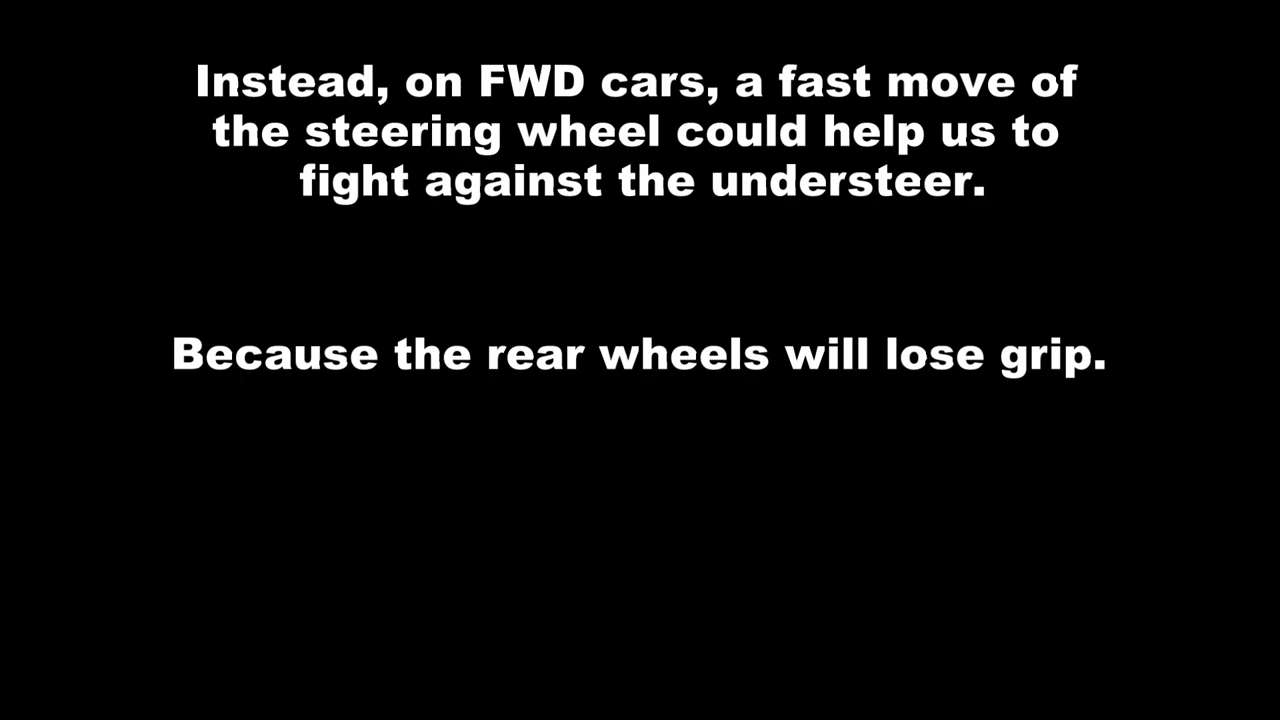 Instead, on FWD cars, a fast move of
the steering wheel could help us to
fight against the understeer.
Because the rear wheels will lose grip.